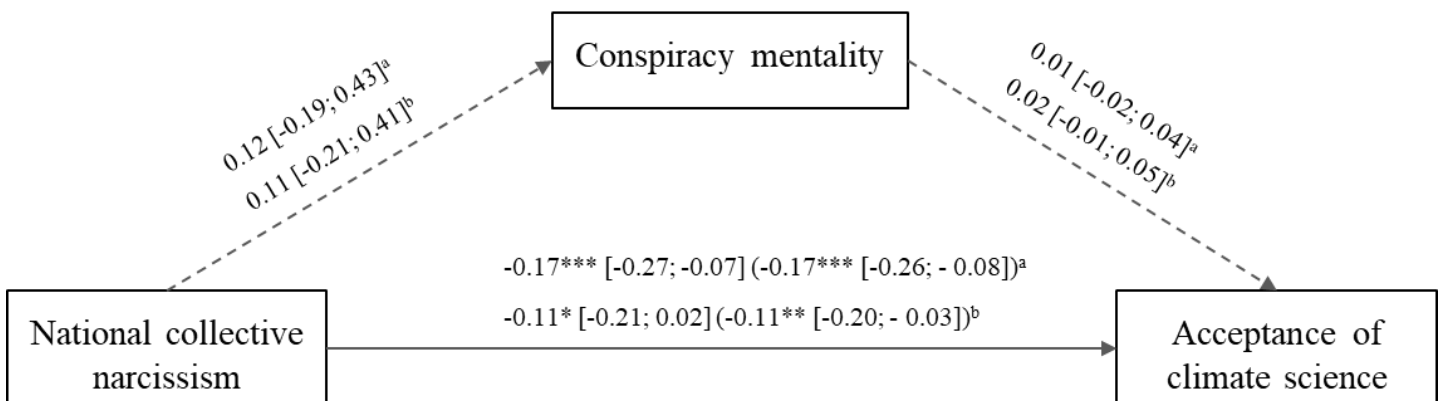 Conspiracy mentality
0.12 [-0.19; 0.43]ᵃ
0.11 [-0.21; 0.41]ᵇ
0.01 [-0.02; 0.04]ᵃ
0.02 [-0.01; 0.05]ᵇ
-0.17*** [-0.27; -0.07] (-0.17*** [-0.26; - 0.08])ᵃ
-0.11* [-0.21; 0.02] (-0.11** [-0.20; - 0.03])ᵇ
National collective
narcissism
Acceptance of
climate science